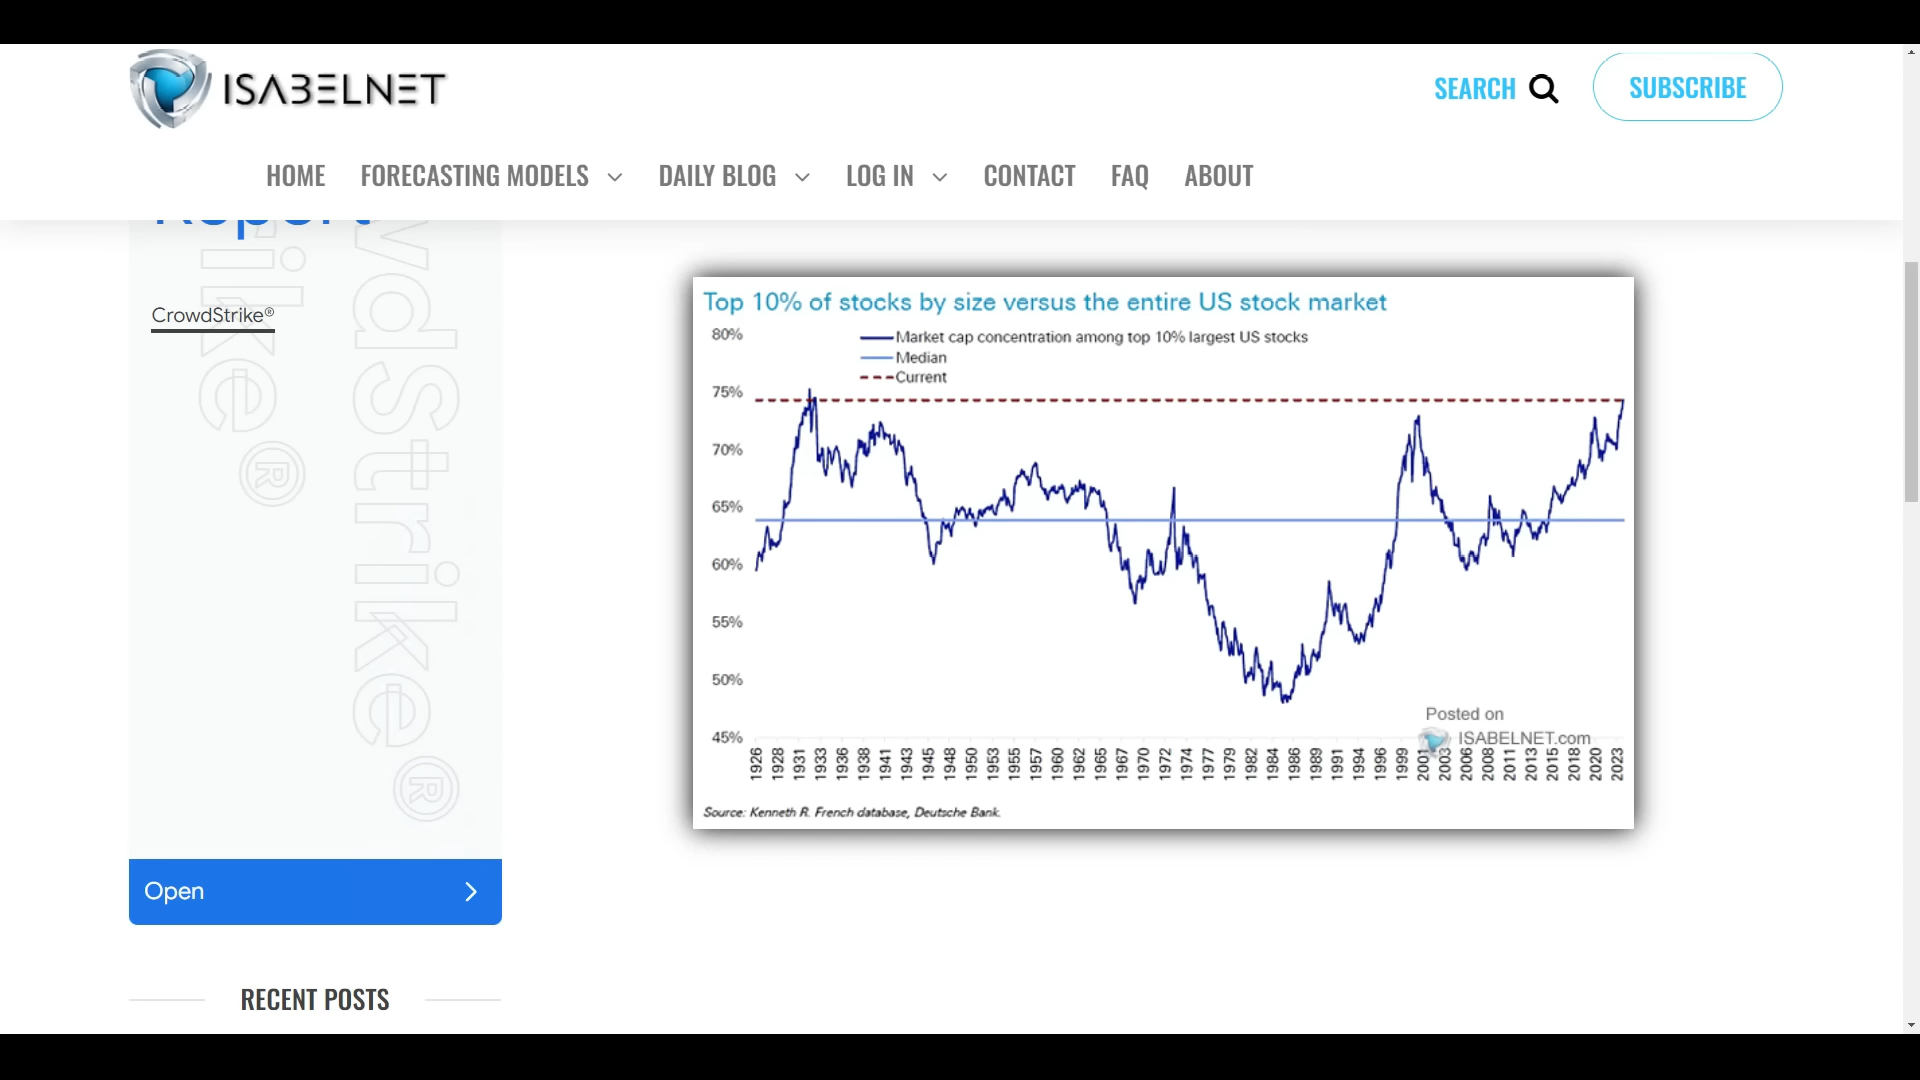 ISABELNET
SEARCH
SUBSCRIBE
HOME FORECASTING MODELS DAILY BLOG LOG IN CONTACT FAQ ABOUT
CrowdStrike®
Open
RECENT POSTS
Top 10% of stocks by size versus the entire US stock market
Market cap concentration among top 10% largest US stocks
Median
Current
80%
75%
70%
65%
60%
55%
50%
45%
1926 1928 1931 1933 1936 1938 1941 1943 1945 1948 1950 1953 1955 1957 1960 1962 1965 1967 1970 1972 1974 1977 1979 1982 1984 1986 1989 1991 1994 1996 1999 2001 2003 2006 2008 2011 2013 2015 2018 2020 2023
Posted on
ISABELNET.com
Source: Kenneth R. French database, Deutsche Bank.